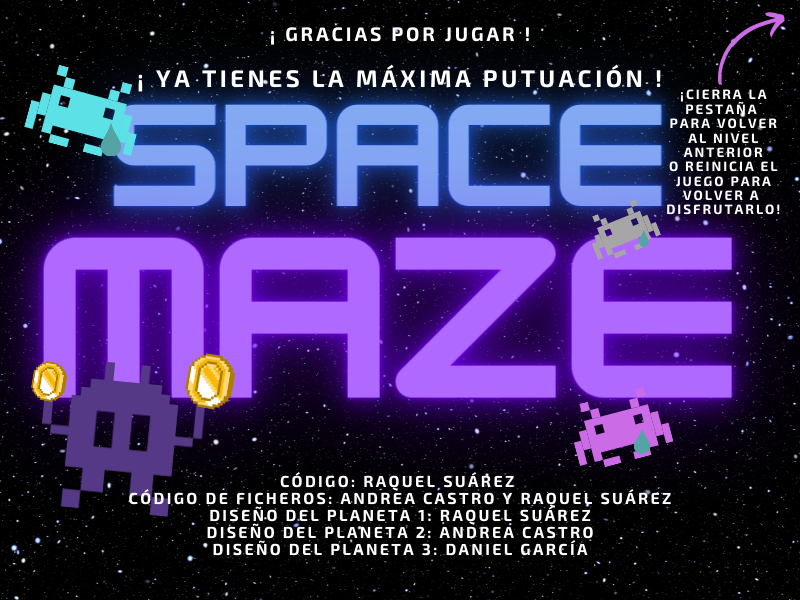 ¡ GRACIAS POR JUGAR !
¡ YA TIENES LA MÁXIMA PUTUACIÓN !
¡CIERRA LA
PESTAÑA
PARA VOLVER
AL NIVEL
ANTERIOR
O REINICIA EL
JUEGO PARA
VOLVER A
DISFRUTARLO!
SPACE
MAZE
CÓDIGO: RAQUEL SUÁREZ
CÓDIGO DE FICHEROS: ANDREA CASTRO Y RAQUEL SUÁREZ
DISEÑO DEL PLANETA 1: RAQUEL SUÁREZ
DISEÑO DEL PLANETA 2: ANDREA CASTRO
DISEÑO DEL PLANETA 3: DANIEL GARCÍA